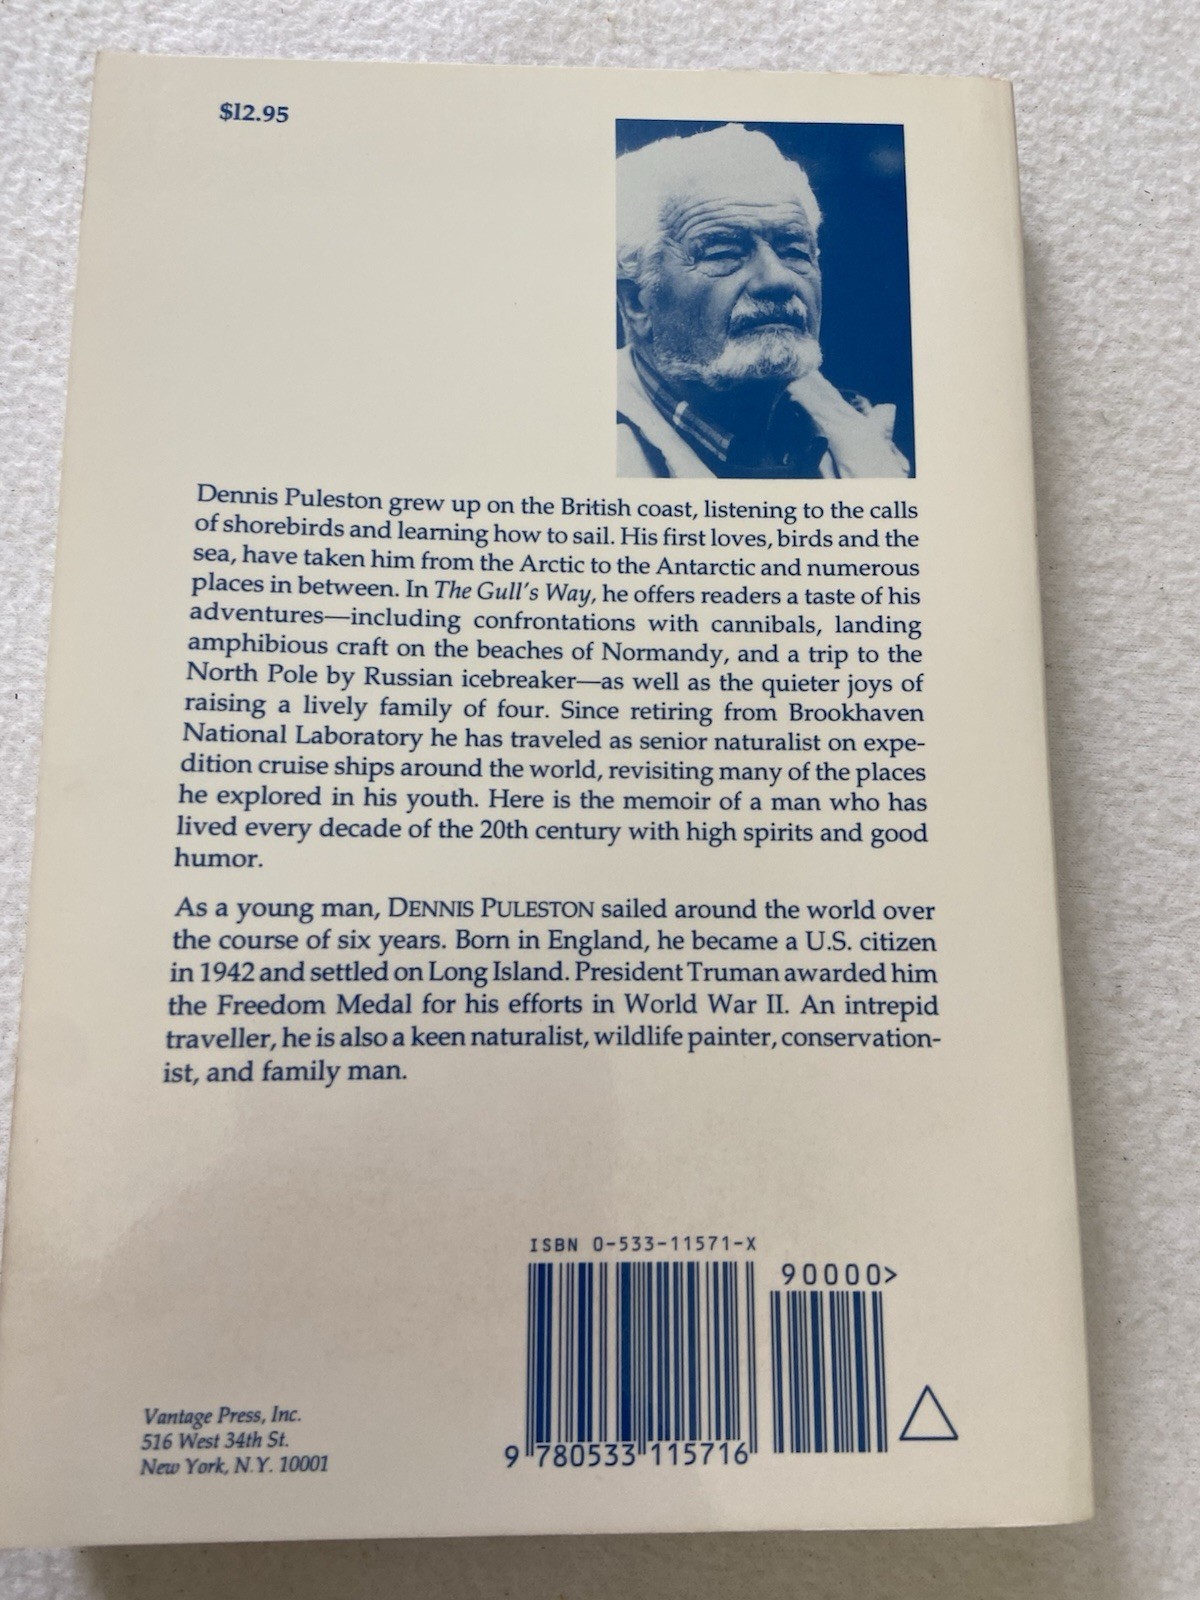 $12.95
Dennis Puleston grew up on the British coast, listening to the calls
of shorebirds and learning how to sail. His first loves, birds and the
sea, have taken him from the Arctic to the Antarctic and numerous
places in between. In The Gull's Way, he offers readers a taste of his
adventures—including confrontations with cannibals, landing
amphibious craft on the beaches of Normandy, and a trip to the
North Pole by Russian icebreaker—as well as the quieter joys of
raising a lively family of four. Since retiring from Brookhaven
National Laboratory he has traveled as senior naturalist on expe-
dition cruise ships around the world, revisiting many of the places
he explored in his youth. Here is the memoir of a man who has
lived every decade of the 20th century with high spirits and good
humor.
As a young man, DENNIS PULESTON sailed around the world over
the course of six years. Born in England, he became a U.S. citizen
in 1942 and settled on Long Island. President Truman awarded him
the Freedom Medal for his efforts in World War II. An intrepid
traveller, he is also a keen naturalist, wildlife painter, conservation-
ist, and family man.
ISBN 0-533-11571-X
90000>
9 780533 115716
Vantage Press, Inc.
516 West 34th St.
New York, N.Y. 10001